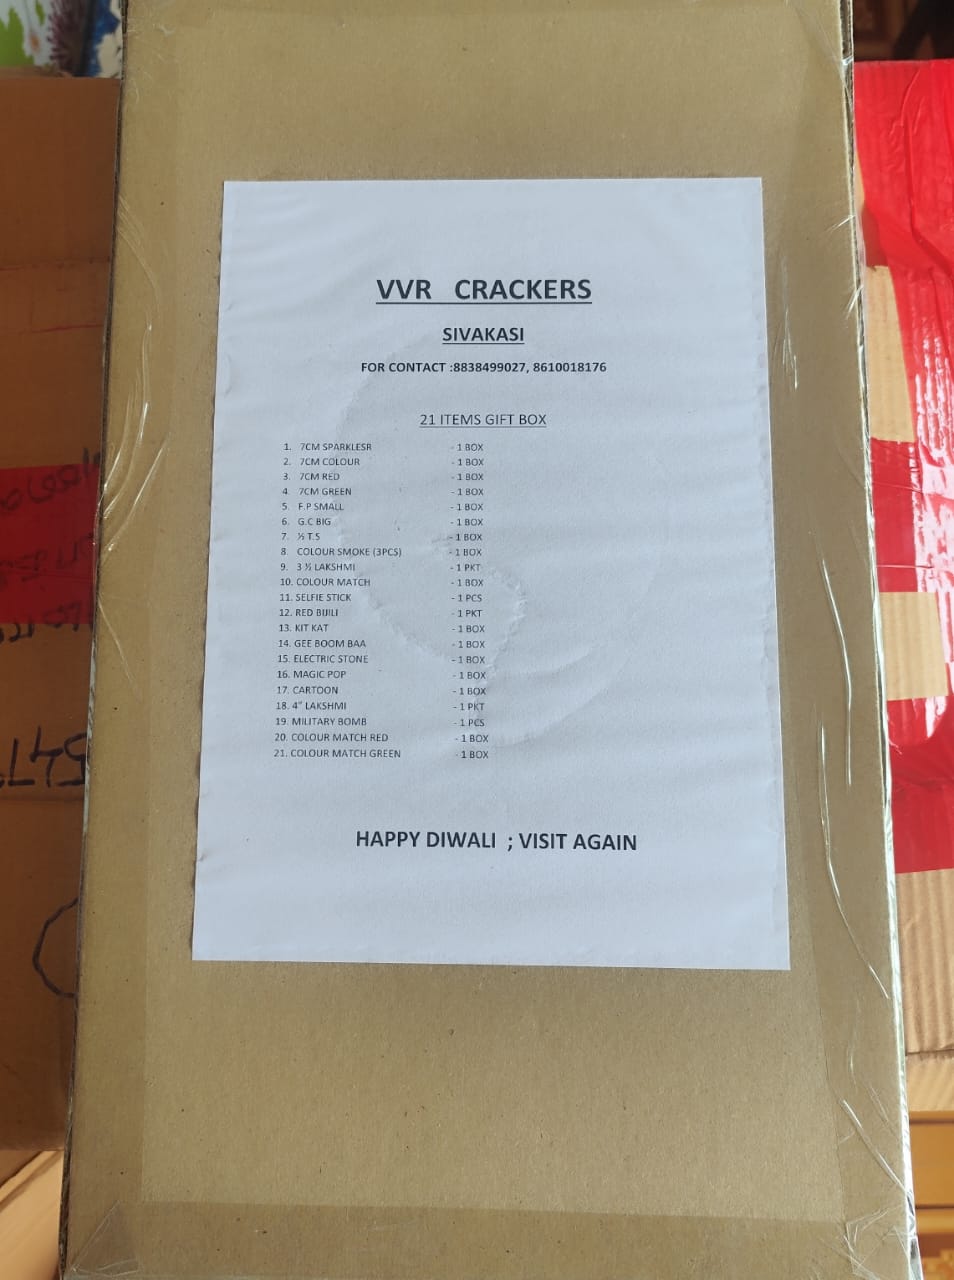 VVR CRACKERS
SIVAKASI
FOR CONTACT :8838499027, 8610018176
21 ITEMS GIFT BOX
1. 7CM SPARKLESR - 1 BOX
2. 7CM COLOUR - 1 BOX
3. 7CM RED - 1 BOX
4. 7CM GREEN - 1 BOX
5. F.P SMALL - 1 BOX
6. G.C BIG - 1 BOX
7. ½ T.S - 1 BOX
8. COLOUR SMOKE (3PCS) - 1 BOX
9. 3 ½ LAKSHMI - 1 PKT
10. COLOUR MATCH - 1 BOX
11. SELFIE STICK - 1 PCS
12. RED BIJILI - 1 PKT
13. KIT KAT - 1 BOX
14. GEE BOOM BAA - 1 BOX
15. ELECTRIC STONE - 1 BOX
16. MAGIC POP - 1 BOX
17. CARTOON - 1 BOX
18. 4" LAKSHMI - 1 PKT
19. MILITARY BOMB - 1 PCS
20. COLOUR MATCH RED - 1 BOX
21. COLOUR MATCH GREEN - 1 BOX
HAPPY DIWALI ; VISIT AGAIN